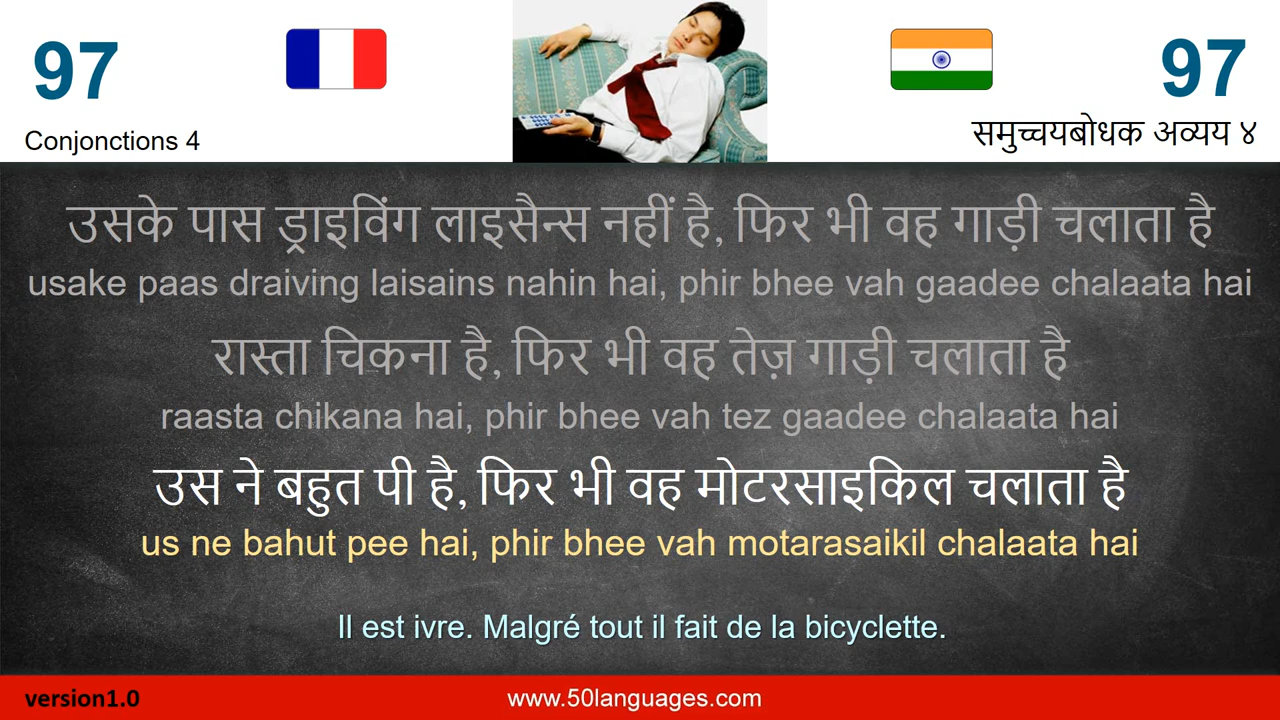 97
97
Conjonctions 4
समुच्चयबोधक अव्यय ४
उसके पास ड्राइविंग लाइसैन्स नहीं है, फिर भी वह गाड़ी चलाता है
usake paas draiving laisains nahin hai, phir bhee vah gaadee chalaata hai
रास्ता चिकना है, फिर भी वह तेज़ गाड़ी चलाता है
raasta chikana hai, phir bhee vah tez gaadee chalaata hai
उस ने बहुत पी है, फिर भी वह मोटरसाइकिल चलाता है
us ne bahut pee hai, phir bhee vah motarasaikil chalaata hai
Il est ivre. Malgré tout il fait de la bicyclette.
version1.0
www.50languages.com